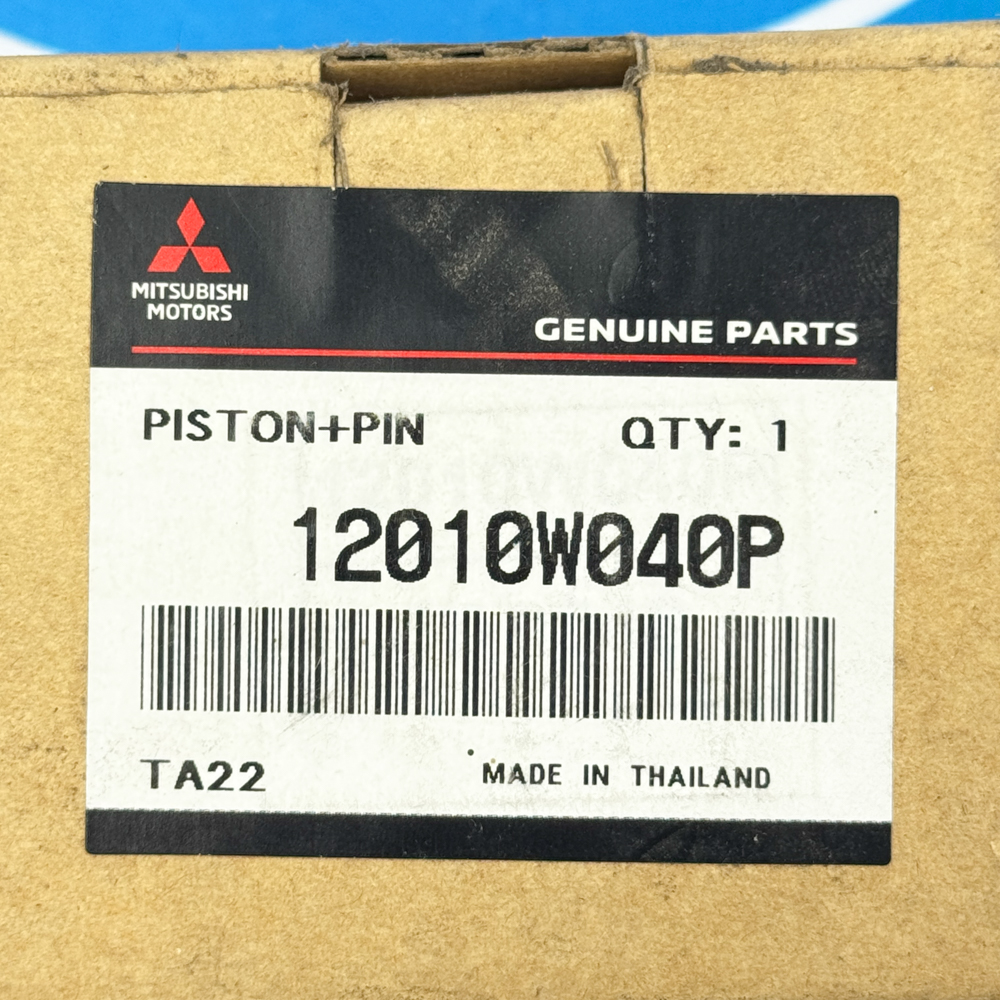 MITSUBISHI
MOTORS
GENUINE PARTS
PISTON+PIN QTY: 1
12010W040P
TA22 MADE IN THAILAND